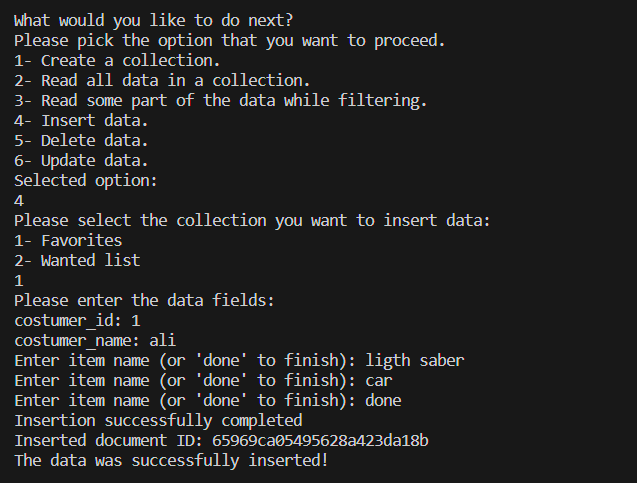 What would you like to do next?
Please pick the option that you want to proceed.
1- Create a collection.
2- Read all data in a collection.
3- Read some part of the data while filtering.
4- Insert data.
5- Delete data.
6- Update data.
Selected option:
4
Please select the collection you want to insert data:
1- Favorites
2- Wanted list
1
Please enter the data fields:
costumer_id: 1
costumer_name: ali
Enter item name (or 'done' to finish): ligth saber
Enter item name (or 'done' to finish): car
Enter item name (or 'done' to finish): done
Insertion successfully completed
Inserted document ID: 65969ca05495628a423da18b
The data was successfully inserted!